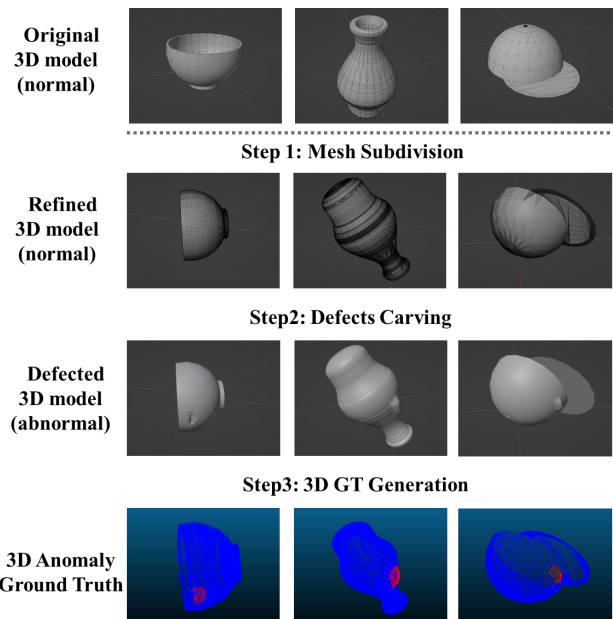 Original
3D model
(normal)
Step 1: Mesh Subdivision
Refined
3D model
(normal)
Step2: Defects Carving
Defected
3D model
(abnormal)
Step3: 3D GT Generation
3D Anomaly
Ground Truth